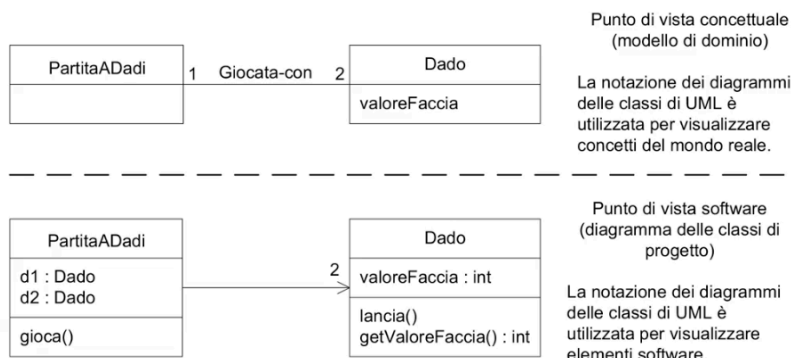 Punto di vista concettuale
(modello di dominio)
PartitaADadi
1 Giocata-con 2
Dado
valoreFaccia
La notazione dei diagrammi
delle classi di UML è
utilizzata per visualizzare
concetti del mondo reale.
Punto di vista software
(diagramma delle classi di
progetto)
PartitaADadi
d1 : Dado
d2 : Dado
gioca()
2
Dado
valoreFaccia : int
lancia()
getValoreFaccia() : int
La notazione dei diagrammi
delle classi di UML è
utilizzata per visualizzare
elementi software